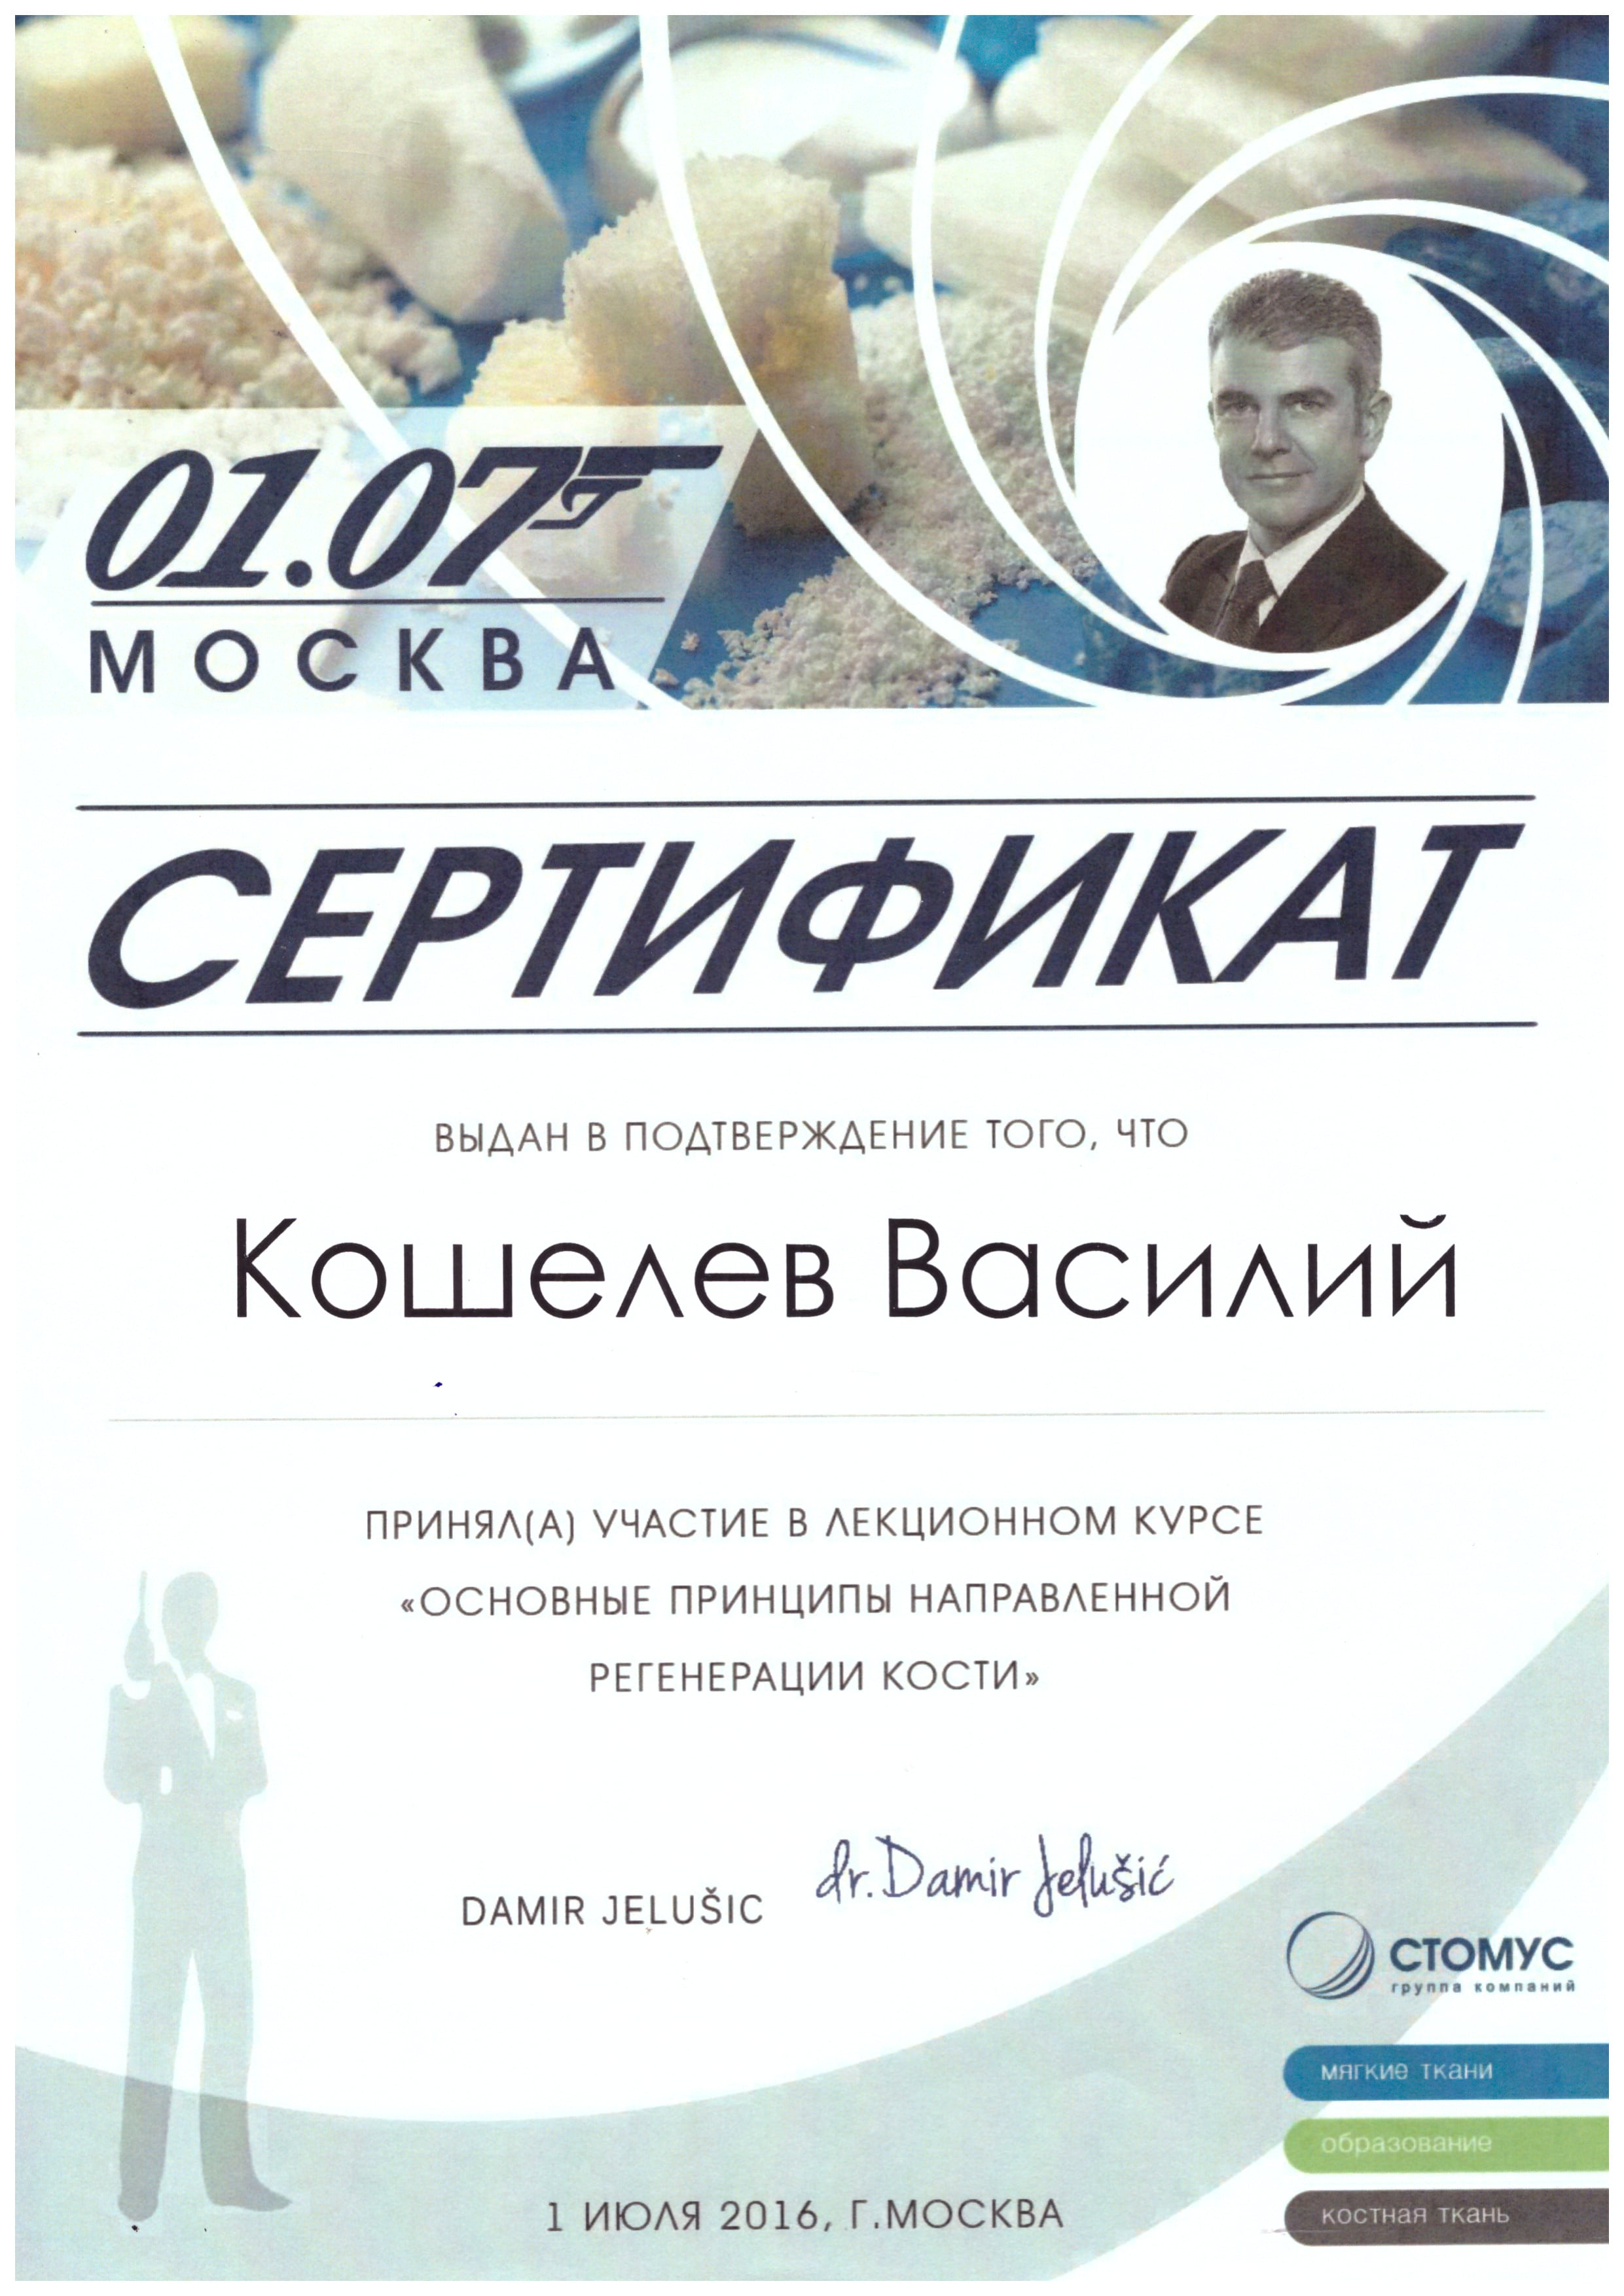 01.07
МОСКВА
СЕРТИФИКАТ
ВЫДАН В ПОДТВЕРЖДЕНИЕ ТОГО, ЧТО
Кошелев Василий
ПРИНЯЛ(А) УЧАСТИЕ В ЛЕКЦИОННОМ КУРСЕ
«ОСНОВНЫЕ ПРИНЦИПЫ НАПРАВЛЕННОЙ
РЕГЕНЕРАЦИИ КОСТИ»
DAMIR JELUŠIC
dr. Damir Jelušić
СТОМУС
группа компаний
мягкие ткани
образование
костная ткань
1 ИЮЛЯ 2016, Г.МОСКВА